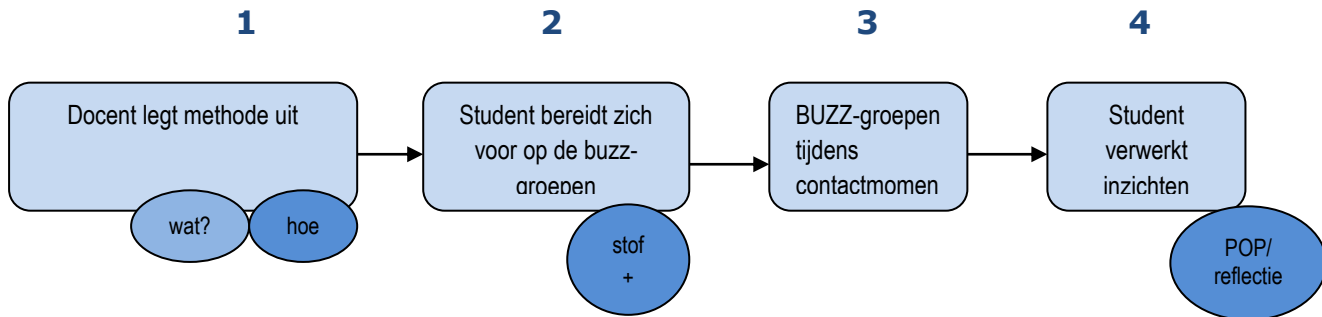 1
2
3
4
Docent legt methode uit
wat?
hoe
Student bereidt zich
voor op de buzz-
groepen
stof
+
BUZZ-groepen
tijdens
contactmomen
Student
verwerkt
inzichten
POP/
reflectie